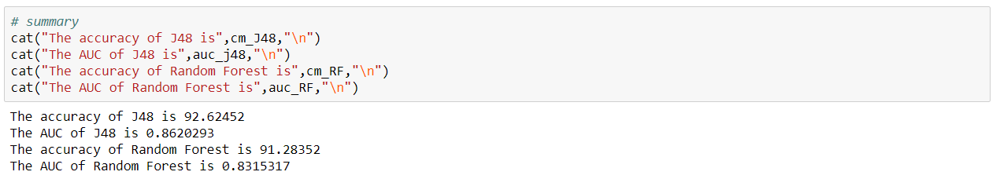 # summary
cat("The accuracy of J48 is",cm_J48,"\n")
cat("The AUC of J48 is",auc_j48,"\n")
cat("The accuracy of Random Forest is",cm_RF,"\n")
cat("The AUC of Random Forest is",auc_RF,"\n")
The accuracy of J48 is 92.62452
The AUC of J48 is 0.8620293
The accuracy of Random Forest is 91.28352
The AUC of Random Forest is 0.8315317